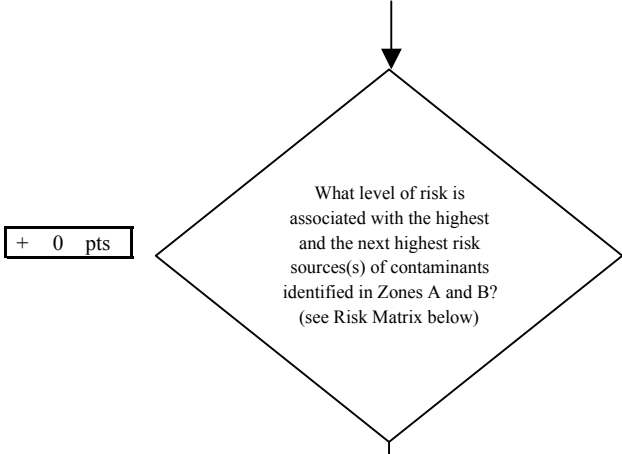 What level of risk is
associated with the highest
and the next highest risk
sources(s) of contaminants
identified in Zones A and B?
(see Risk Matrix below)
+ 0 pts